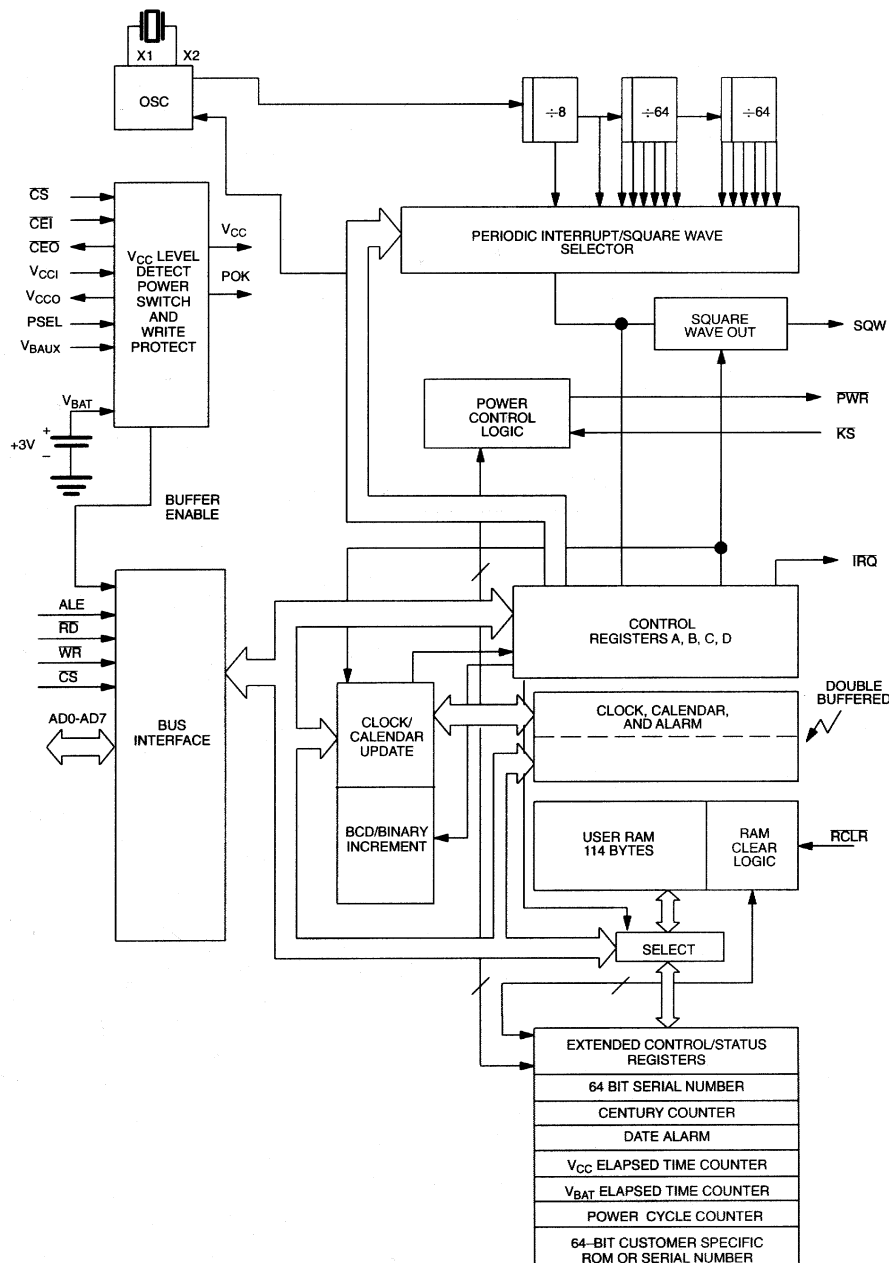 X1 X2
OSC
÷8
÷64
÷64
CS
CEI
CEO
VCCI
VCCO
PSEL
VBAUX
VCC LEVEL
DETECT
POWER
SWITCH
AND
WRITE
PROTECT
VCC
POK
PERIODIC INTERRUPT/SQUARE WAVE
SELECTOR
SQUARE
WAVE OUT
SQW
VBAT
+
+3V
–
POWER
CONTROL
LOGIC
PWR
KS
BUFFER
ENABLE
IRQ
ALE
RD
WR
CS
AD0-AD7
BUS
INTERFACE
CONTROL
REGISTERS A, B, C, D
CLOCK/
CALENDAR
UPDATE
CLOCK, CALENDAR,
AND ALARM
DOUBLE
BUFFERED
BCD/BINARY
INCREMENT
USER RAM
114 BYTES
RAM
CLEAR
LOGIC
RCLR
SELECT
EXTENDED CONTROL/STATUS
REGISTERS
64 BIT SERIAL NUMBER
CENTURY COUNTER
DATE ALARM
VCC ELAPSED TIME COUNTER
VBAT ELAPSED TIME COUNTER
POWER CYCLE COUNTER
64–BIT CUSTOMER SPECIFIC
ROM OR SERIAL NUMBER